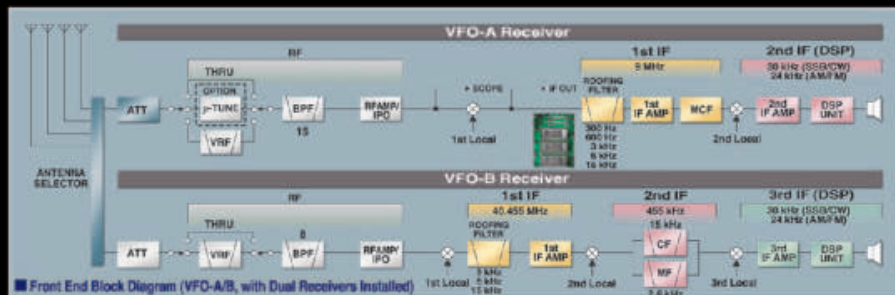 VFO-A Receiver
RF
1st IF
2nd IF (DSP)
9 MHz
30 kHz (SSB/CW)
24 kHz (AM/FM)
THRU
OPTION
μ-TUNE
SCOPE
IF OUT
ROOFING
FILTER
ATT
BPF
RFAMP/
IPO
1st
IF AMP
MCF
2nd
IF AMP
DSP
UNIT
VRF
15
1st Local
300 Hz
600 Hz
3 kHz
6 kHz
15 kHz
2nd Local
ANTENNA
SELECTOR
VFO-B Receiver
RF
1st IF
2nd IF
3rd IF (DSP)
40.455 MHz
455 kHz
30 kHz (SSB/CW)
24 kHz (AM/FM)
THRU
8
ROOFING
FILTER
15 kHz
CF
ATT
VRF
BPF
RFAMP/
IPO
1st
IF AMP
3rd
IF AMP
DSP
UNIT
MF
1st Local
3 kHz
6 kHz
15 kHz
2nd Local
3rd Local
Front End Block Diagram (VFO-A/B, with Dual Receivers Installed)